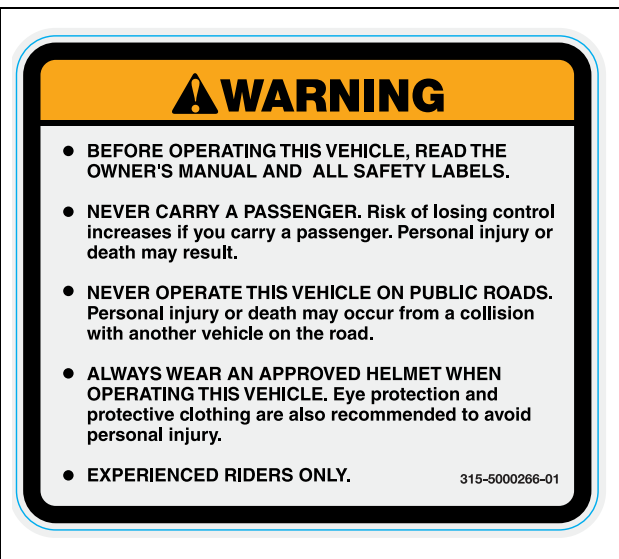 WARNING
● BEFORE OPERATING THIS VEHICLE, READ THE
OWNER'S MANUAL AND ALL SAFETY LABELS.
● NEVER CARRY A PASSENGER. Risk of losing control
increases if you carry a passenger. Personal injury or
death may result.
● NEVER OPERATE THIS VEHICLE ON PUBLIC ROADS.
Personal injury or death may occur from a collision
with another vehicle on the road.
● ALWAYS WEAR AN APPROVED HELMET WHEN
OPERATING THIS VEHICLE. Eye protection and
protective clothing are also recommended to avoid
personal injury.
● EXPERIENCED RIDERS ONLY. 315-5000266-01